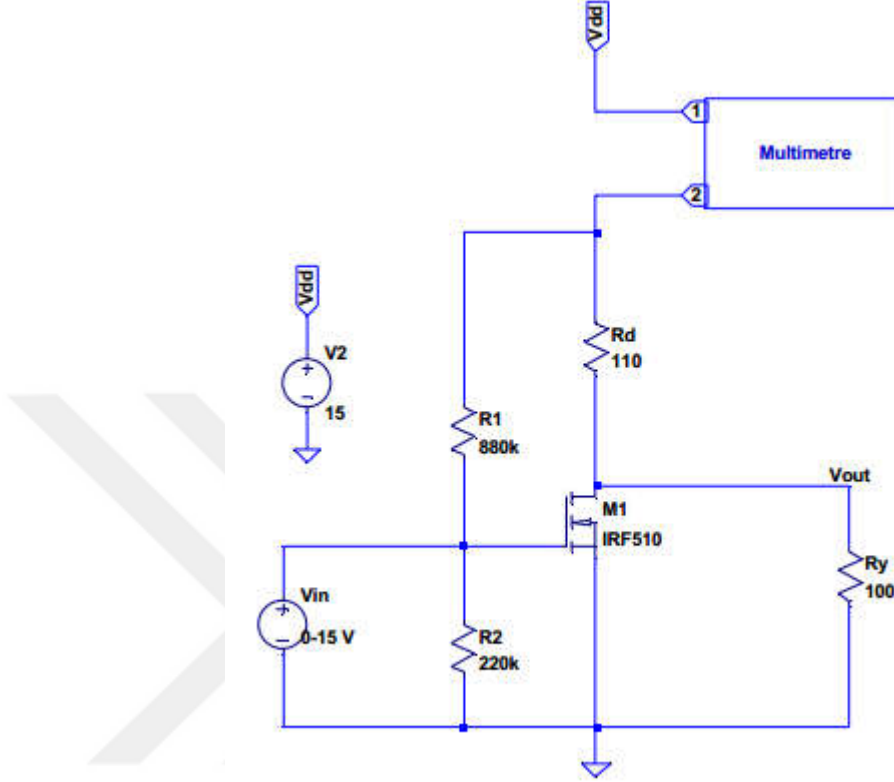 Vdd
1
Multimetre
2
Vdd
V2
15
Rd
110
R1
880k
Vout
M1
IRF510
Ry
100
Vin
0-15 V
R2
220k